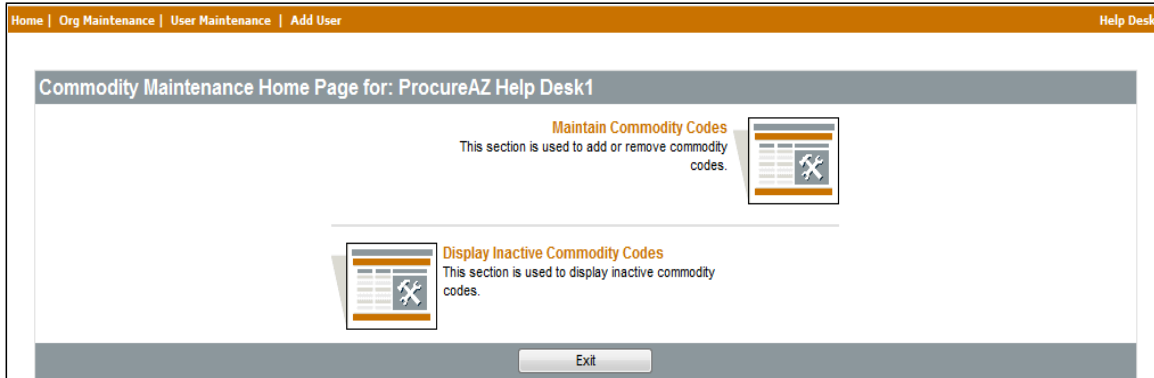 Home | Org Maintenance | User Maintenance | Add User
Help Desk
Commodity Maintenance Home Page for: ProcureAZ Help Desk1
Maintain Commodity Codes
This section is used to add or remove commodity
codes.
Display Inactive Commodity Codes
This section is used to display inactive commodity
codes.
Exit